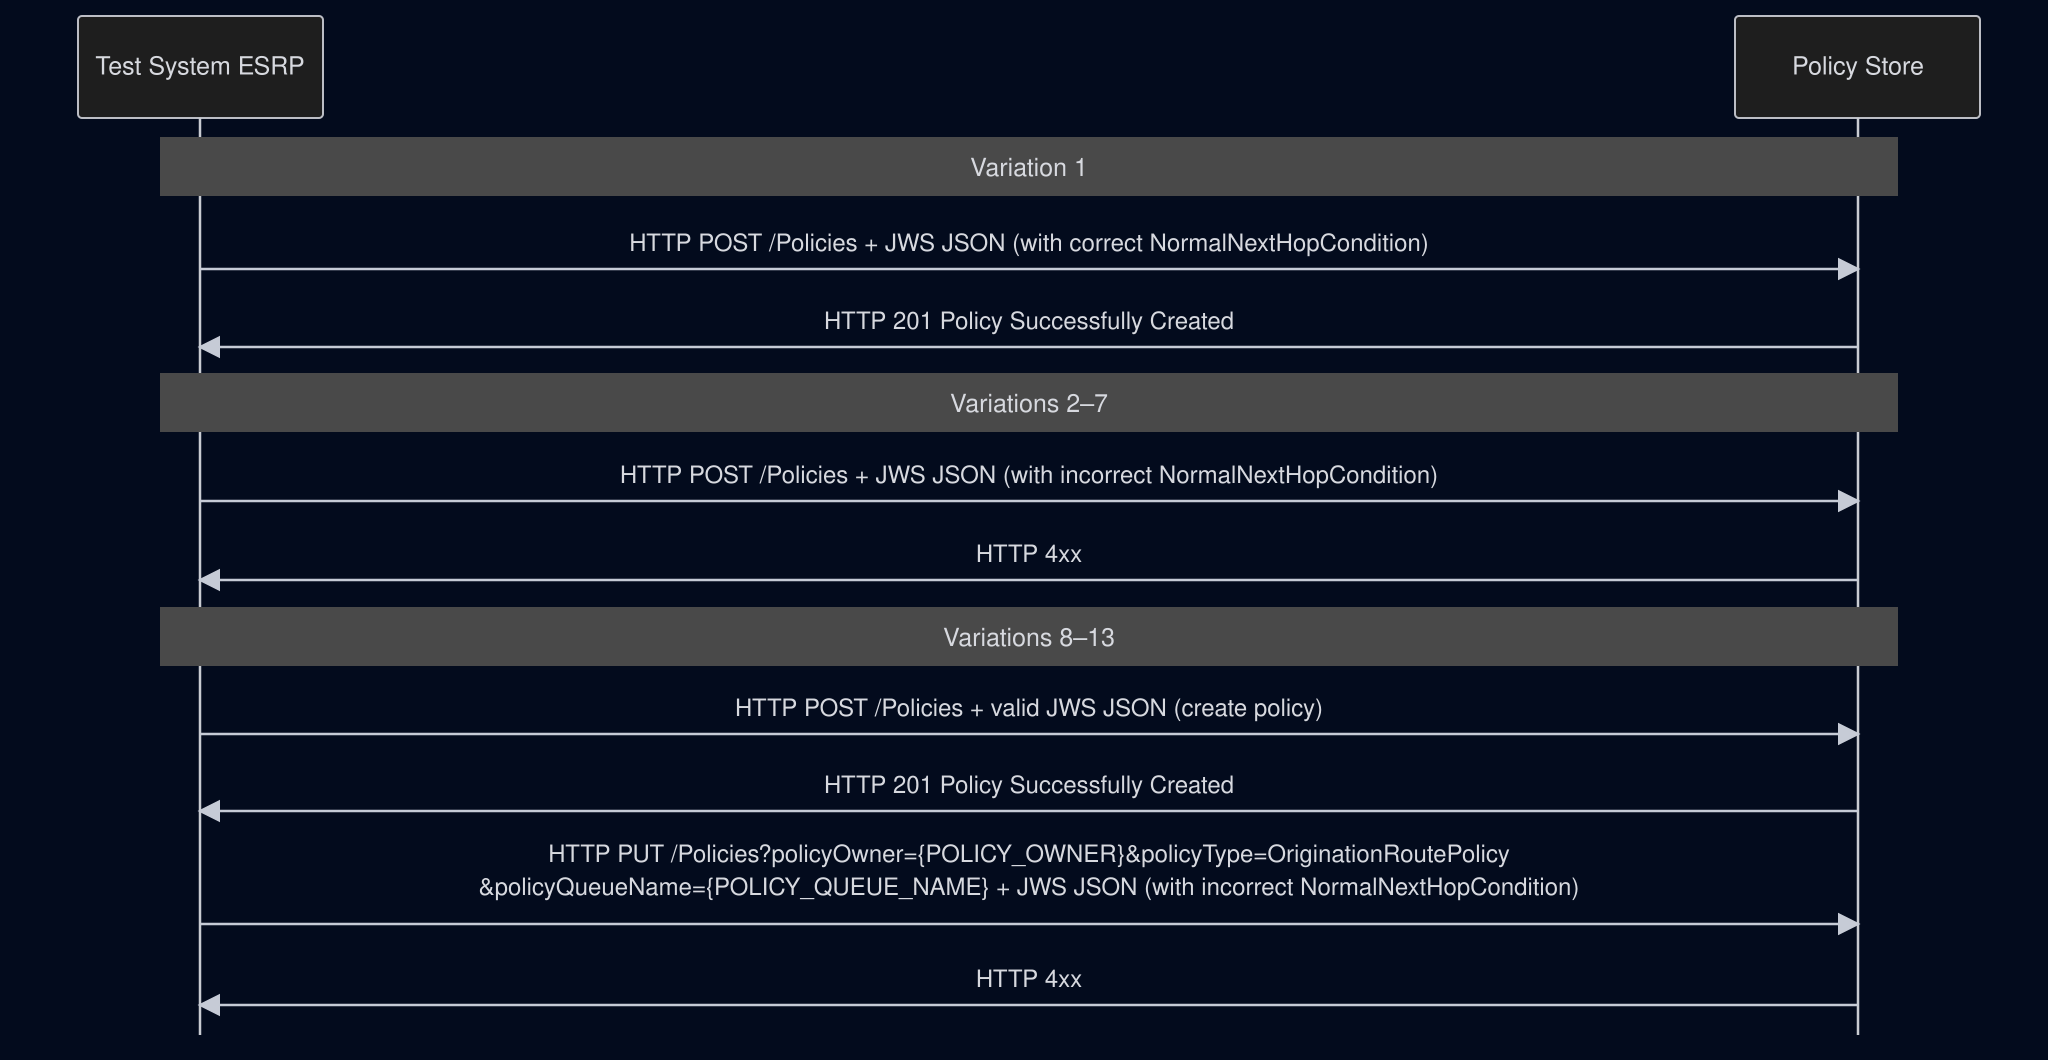 Test System ESRP
Policy Store
Variation 1
HTTP POST /Policies + JWS JSON (with correct NormalNextHopCondition)
HTTP 201 Policy Successfully Created
Variations 2–7
HTTP POST /Policies + JWS JSON (with incorrect NormalNextHopCondition)
HTTP 4xx
Variations 8–13
HTTP POST /Policies + valid JWS JSON (create policy)
HTTP 201 Policy Successfully Created
HTTP PUT /Policies?policyOwner={POLICY_OWNER}&policyType=OriginationRoutePolicy
&policyQueueName={POLICY_QUEUE_NAME} + JWS JSON (with incorrect NormalNextHopCondition)
HTTP 4xx